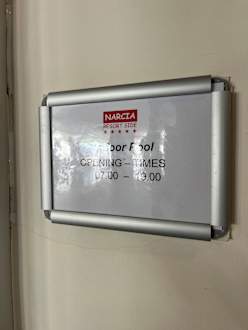 NARCIA
RESORT SIDE
★★★★★
Pool
OPENING – TIMES
07.00 – 19.00